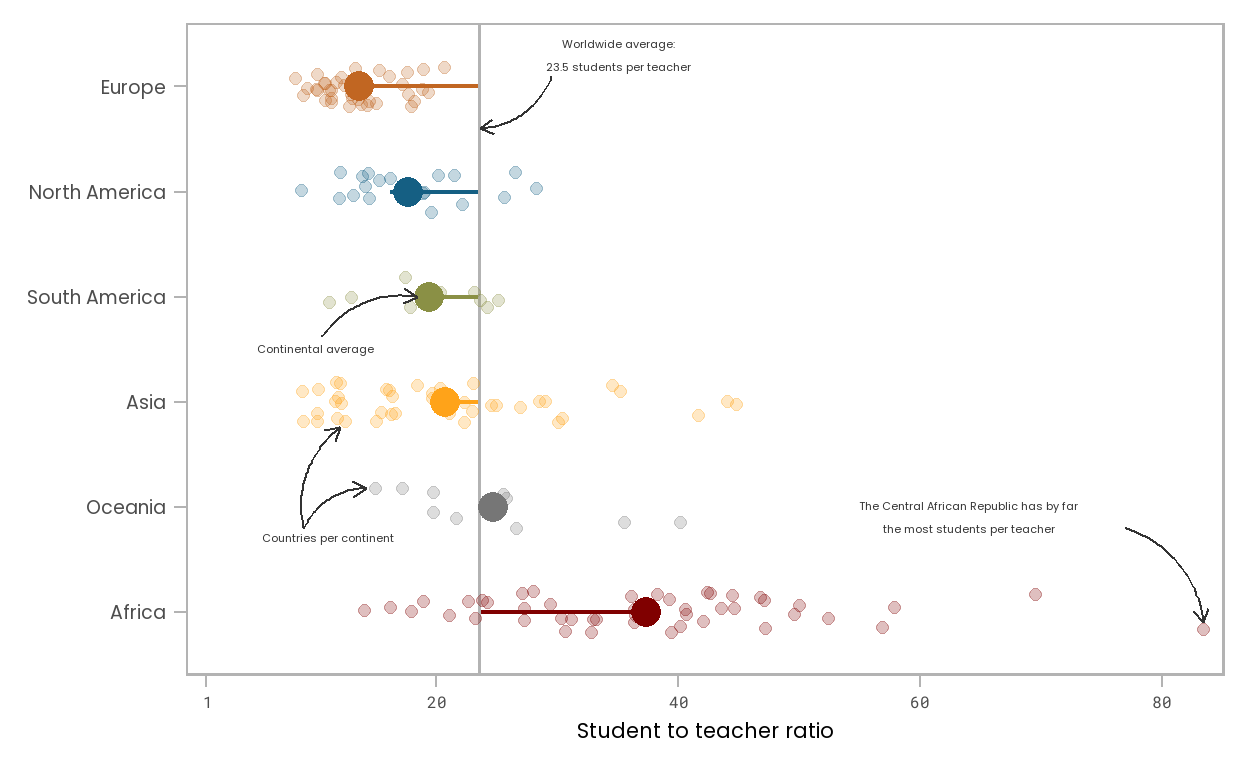 Worldwide average:
23.5 students per teacher
Europe
North America
South America
Continental average
Asia
Oceania
The Central African Republic has by far
the most students per teacher
Countries per continent
Africa
1 20 40 60 80
Student to teacher ratio